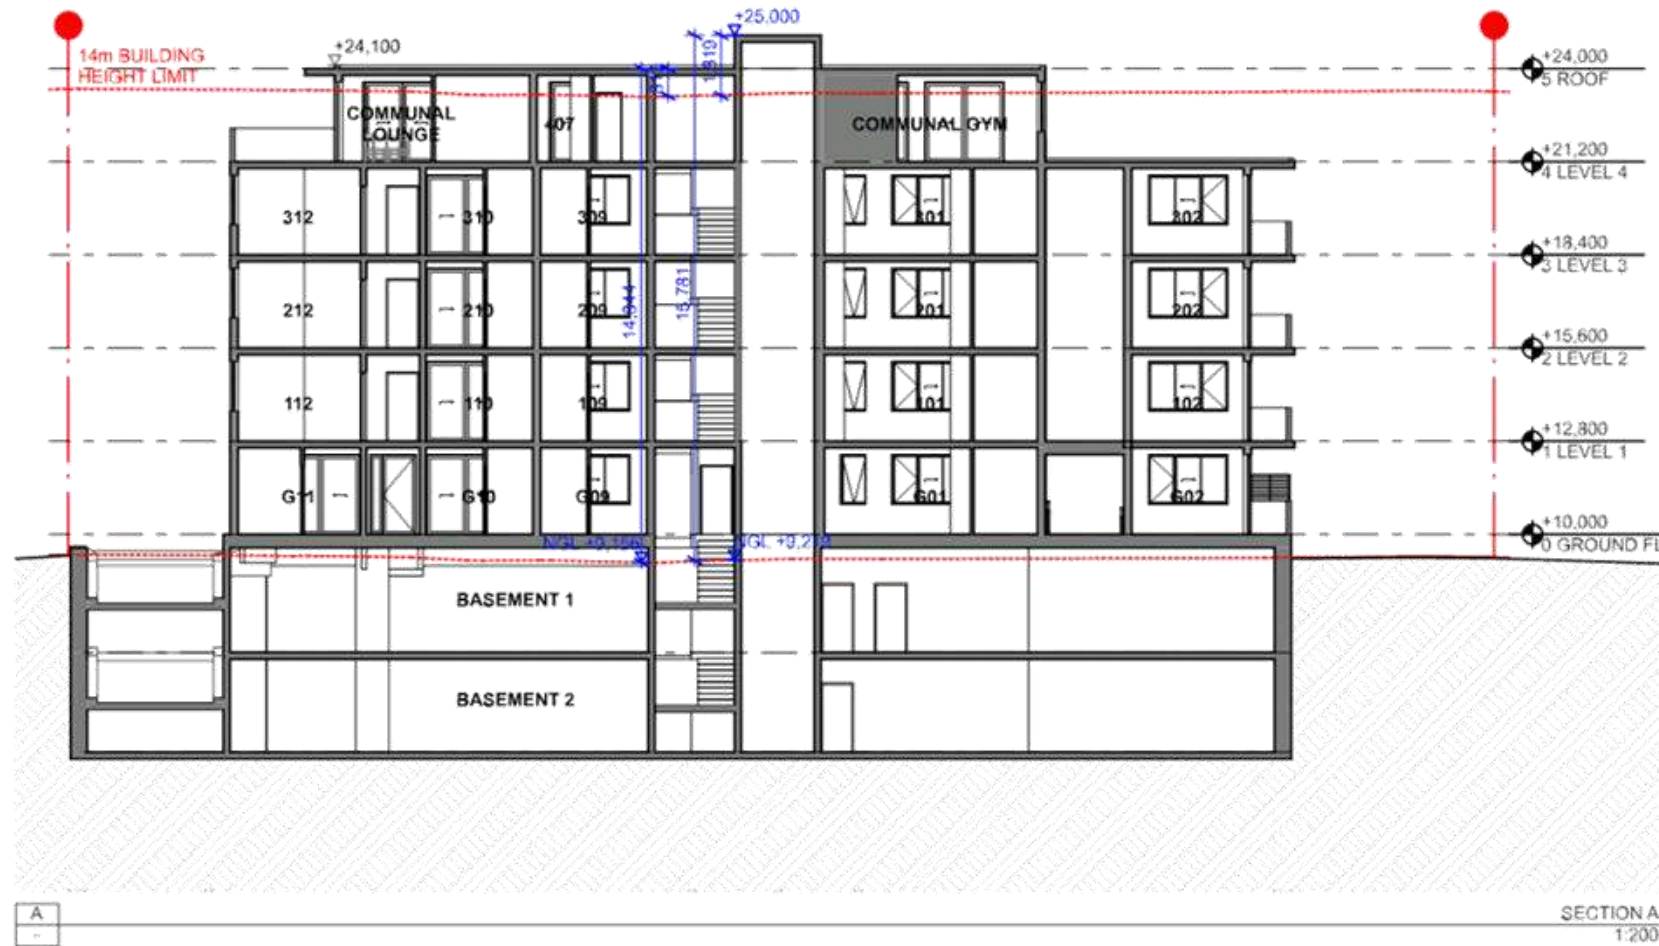 +25.000
14m BUILDING
HEIGHT LIMIT
+24,100
+24,000
5 ROOF
COMMUNAL
LOUNGE
407
COMMUNAL GYM
+21,200
4 LEVEL 4
312
310
309
301
302
+18,400
3 LEVEL 3
212
210
209
201
202
15,781
+15,600
2 LEVEL 2
112
110
109
101
102
+12,800
1 LEVEL 1
G11
G10
G09
G01
G02
+10,000
0 GROUND FL
NGL
NGL
BASEMENT 1
BASEMENT 2
A
SECTION A
1:200